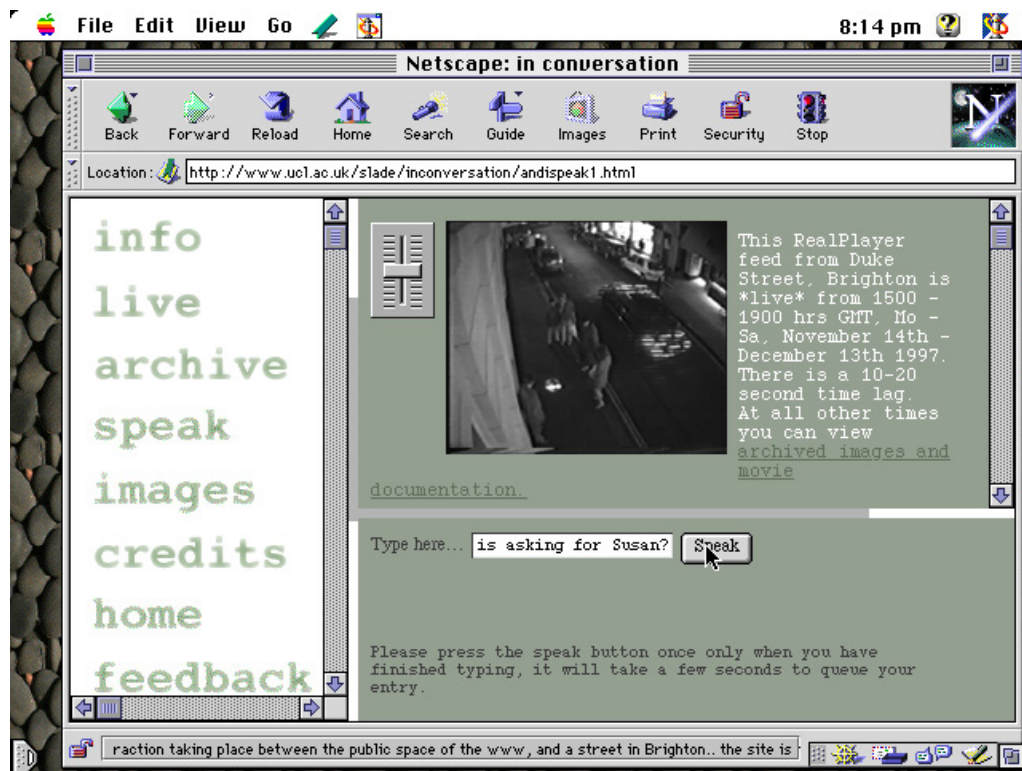 File Edit View Go 8:14 pm
Netscape: in conversation
Back Forward Reload Home Search Guide Images Print Security Stop
N
Location: http://www.ucl.ac.uk/slade/inconversation/andispeak1.html
info
live
archive
speak
images
credits
home
feedback
This RealPlayer
feed from Duke
Street, Brighton is
*live* from 1500 -
1900 hrs GMT, Mo -
Sa, November 14th -
December 13th 1997.
There is a 10-20
second time lag.
At all other times
you can view
archived images and
movie
documentation.
Type here... is asking for Susan? Speak
Please press the speak button once only when you have
finished typing, it will take a few seconds to queue your
entry.
raction taking place between the public space of the www, and a street in Brighton.. the site is